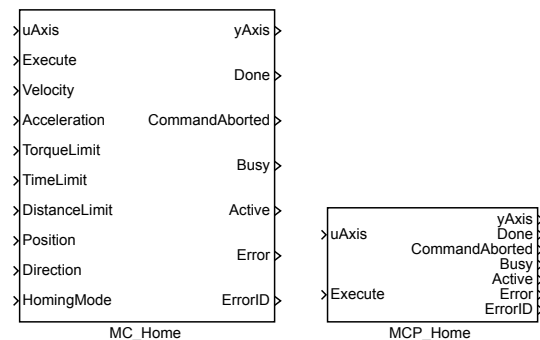 uAxis
Execute
Velocity
Acceleration
TorqueLimit
TimeLimit
DistanceLimit
Position
Direction
HomingMode
yAxis
Done
CommandAborted
Busy
Active
Error
ErrorID
MC_Home
uAxis
Execute
yAxis
Done
CommandAborted
Busy
Active
Error
ErrorID
MCP_Home